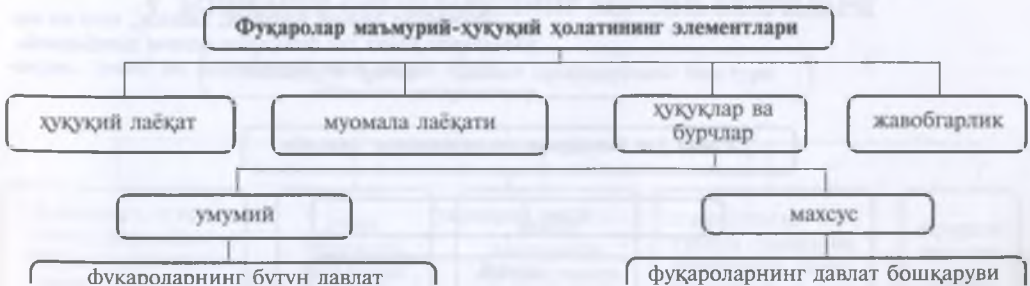 Фуқаролар маъмурий-ҳуқуқий ҳолатининг элементлари
ҳуқуқий лаёқат
муомала лаёқати
ҳуқуқлар ва
бурчлар
жавобгарлик
умумий
махсус
фуқароларнинг бутун давлат
фуқароларнинг давлат бошқаруви